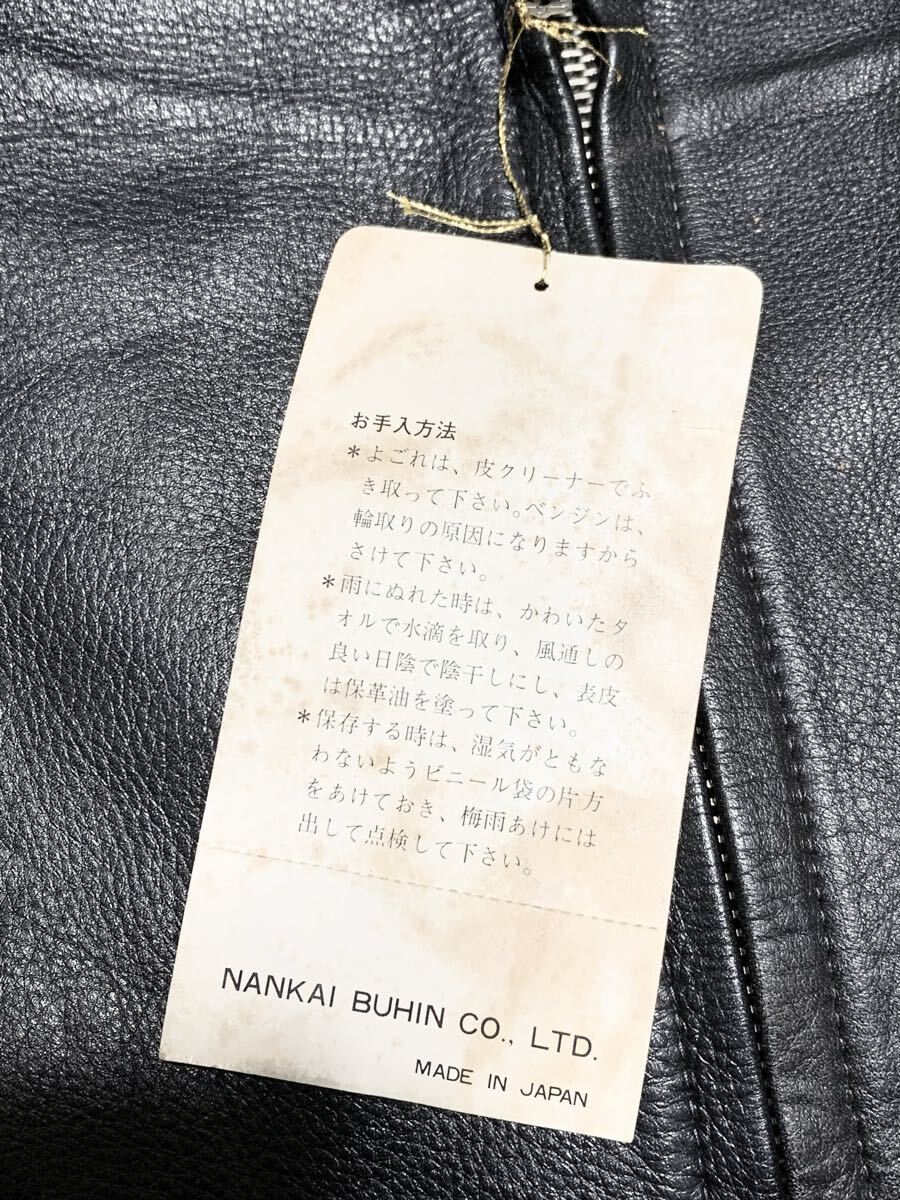 お手入方法
*よごれは、皮クリーナーでふ
き取って下さい。ベンジンは、
輪取りの原因になりますから
さけて下さい。
*雨にぬれた時は、かわいたタ
オルで水滴を取り、風通しの
良い日陰で陰干しにし、表皮
は保革油を塗って下さい。
*保存する時は、湿気がともな
わないようビニール袋の片方
をあけておき、梅雨あけには
出して点検して下さい。
NANKAI BUHIN CO., LTD.
MADE IN JAPAN